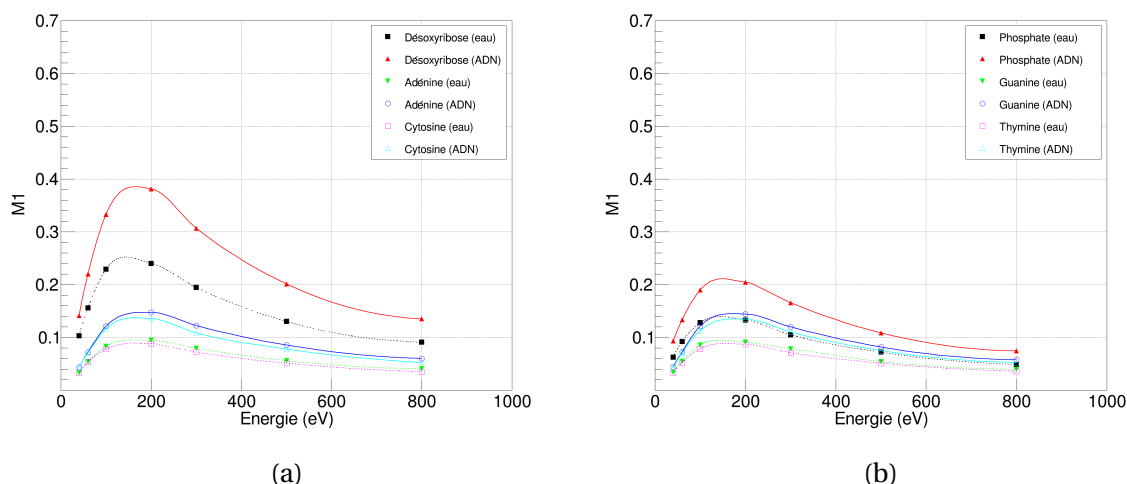 0.7
0.6
0.5
0.4
0.3
0.2
0.1
M1
0 200 400 600 800 1000
Energie (eV)
Désoxyribose (eau)
Désoxyribose (ADN)
Adénine (eau)
Adénine (ADN)
Cytosine (eau)
Cytosine (ADN)
(a)
0.7
0.6
0.5
0.4
0.3
0.2
0.1
M1
0 200 400 600 800 1000
Energie (eV)
Phosphate (eau)
Phosphate (ADN)
Guanine (eau)
Guanine (ADN)
Thymine (eau)
Thymine (ADN)
(b)